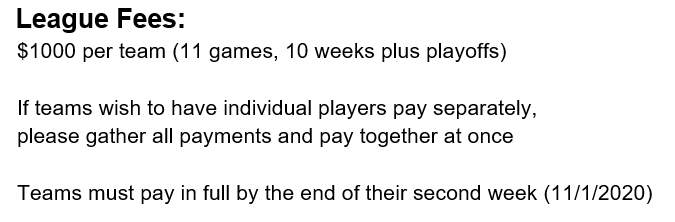 League Fees:
$1000 per team (11 games, 10 weeks plus playoffs)
If teams wish to have individual players pay separately,
please gather all payments and pay together at once
Teams must pay in full by the end of their second week (11/1/2020)